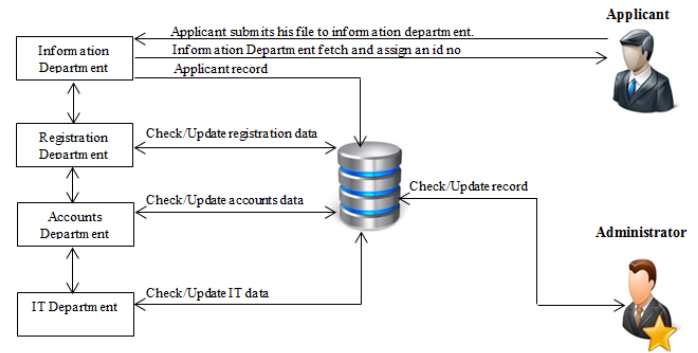 Applicant
Applicant submits his file to information department.
Information Department fetch and assign an id no
Applicant record
Information
Department
Registration
Department
Check/Update registration data
Check/Update record
Check/Update accounts data
Accounts
Department
Administrator
Check/Update IT data
IT Department